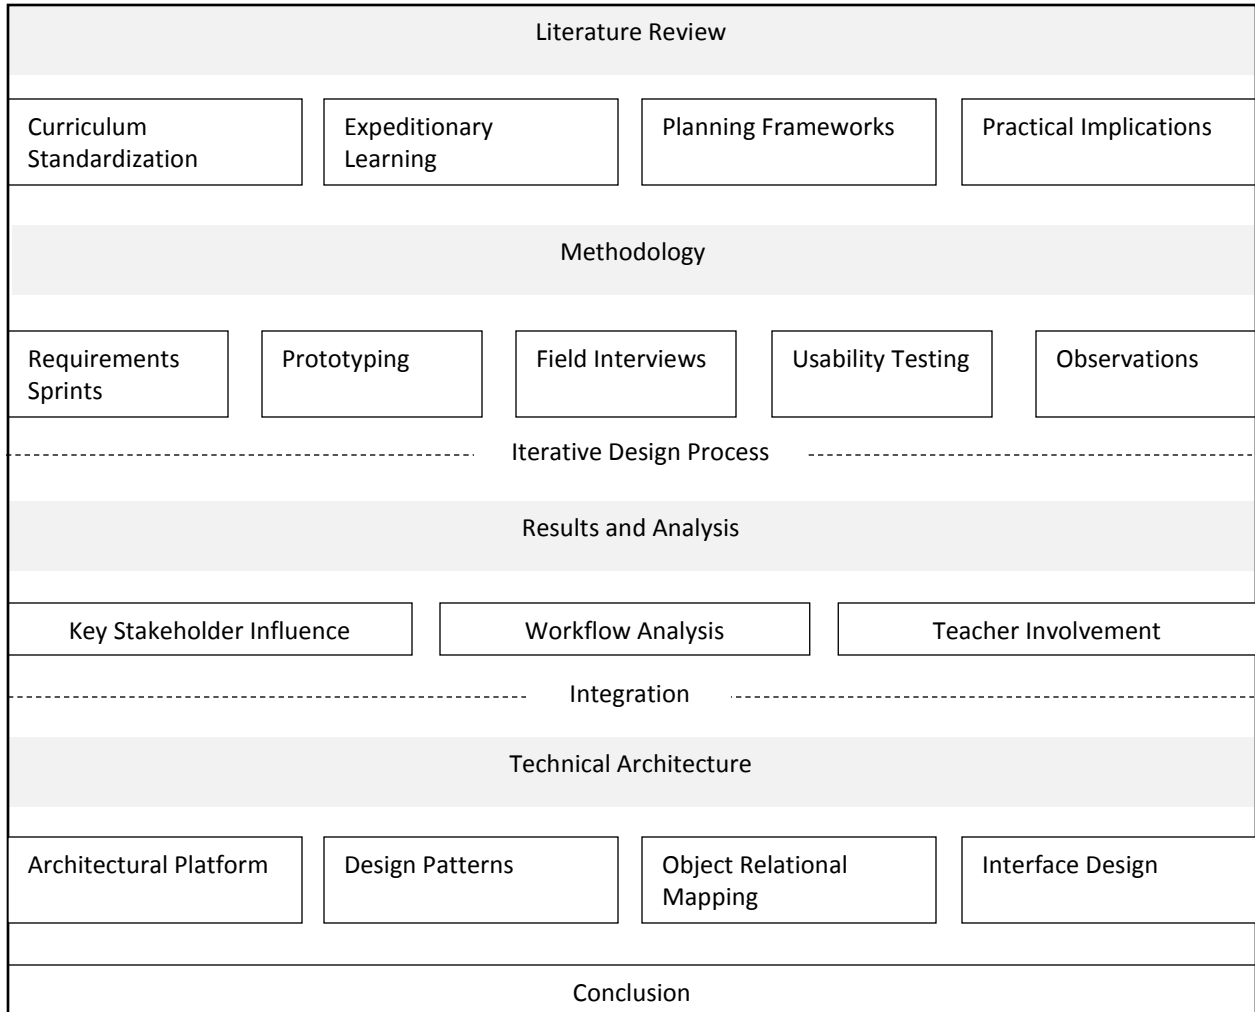 Literature Review
Curriculum
Standardization
Expeditionary
Learning
Planning Frameworks
Practical Implications
Methodology
Requirements
Sprints
Prototyping
Field Interviews
Usability Testing
Observations
Iterative Design Process
Results and Analysis
Key Stakeholder Influence
Workflow Analysis
Teacher Involvement
Integration
Technical Architecture
Architectural Platform
Design Patterns
Object Relational
Mapping
Interface Design
Conclusion